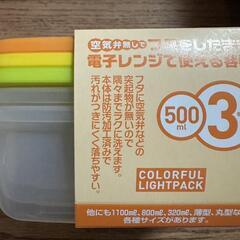 空気弁無しで
をしたま
電子レンジで使える容
フタに空気弁などの
突起物が無いので
隅々までラクに洗えます。
本体は防汚加工済みで
汚れがつきにくく落ちやすい。
500ml
3
COLORFUL
LIGHTPACK
他にも1100㎖、800㎖、320㎖、薄型、丸型な
各種サイズがあります。